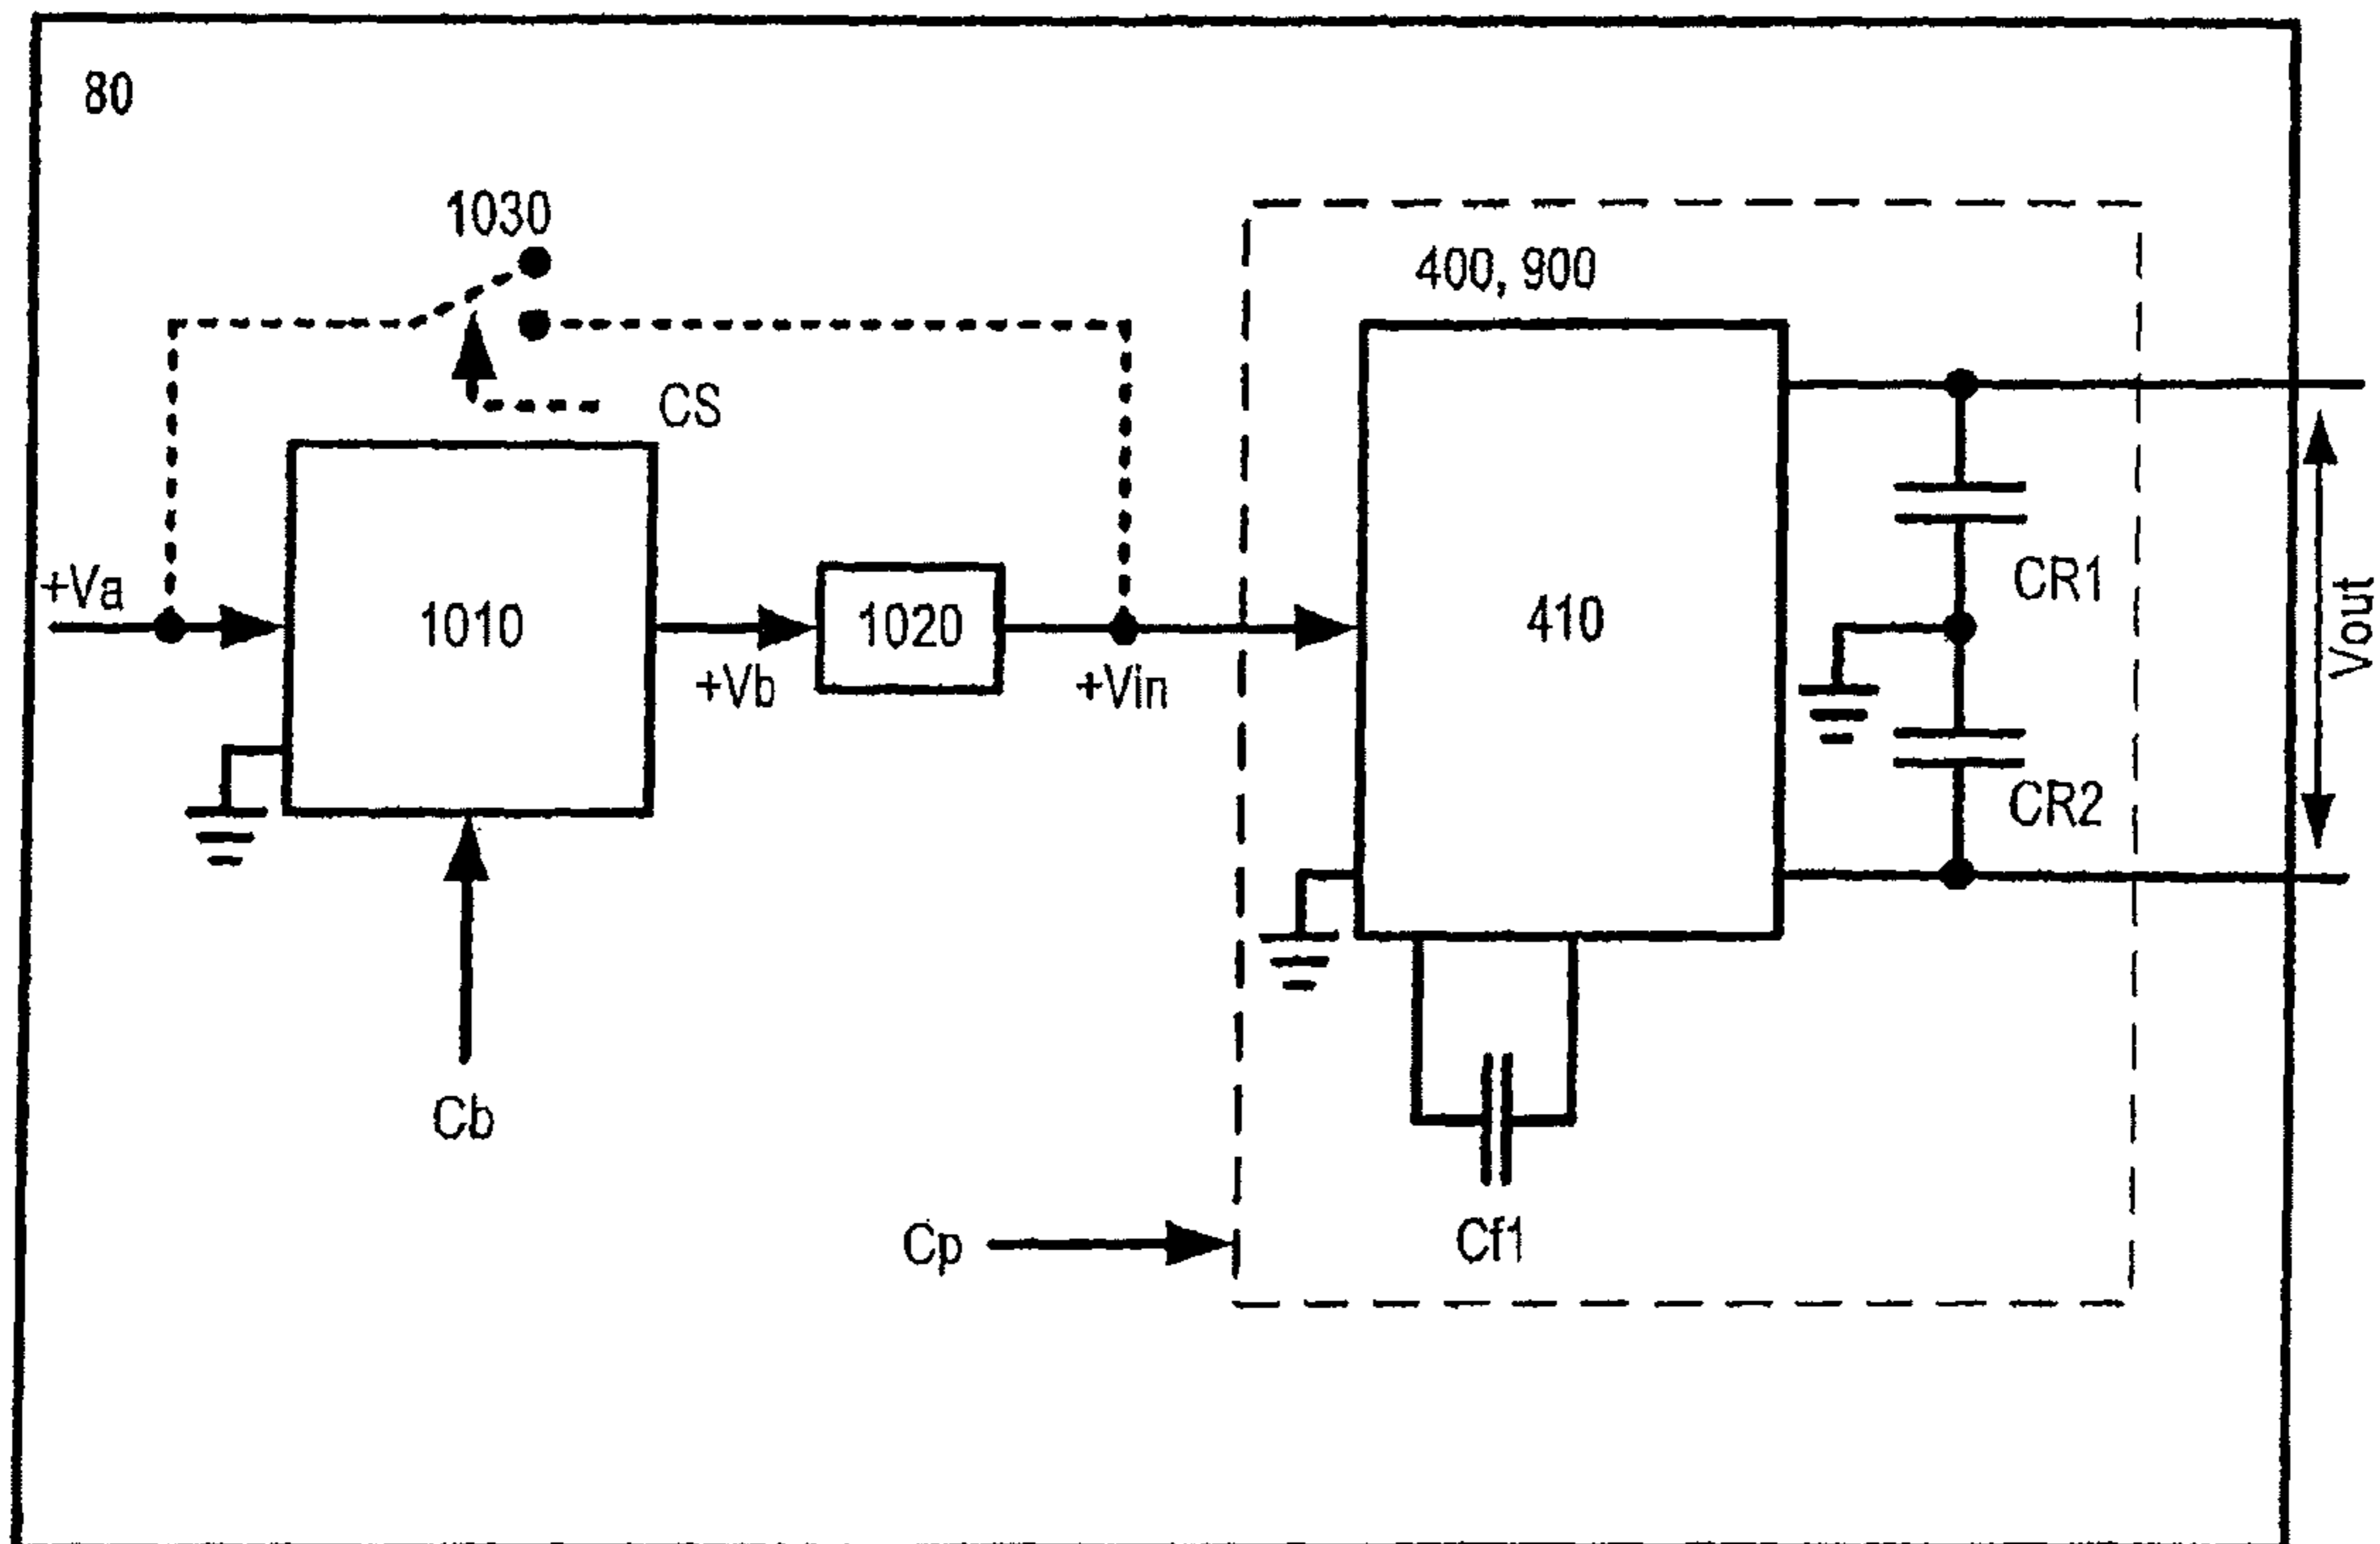 80
1030
400, 900
CS
+Va
1010
1020
410
CR1
Vout
+Vb
+Vin
CR2
Cb
Cp
Cf1